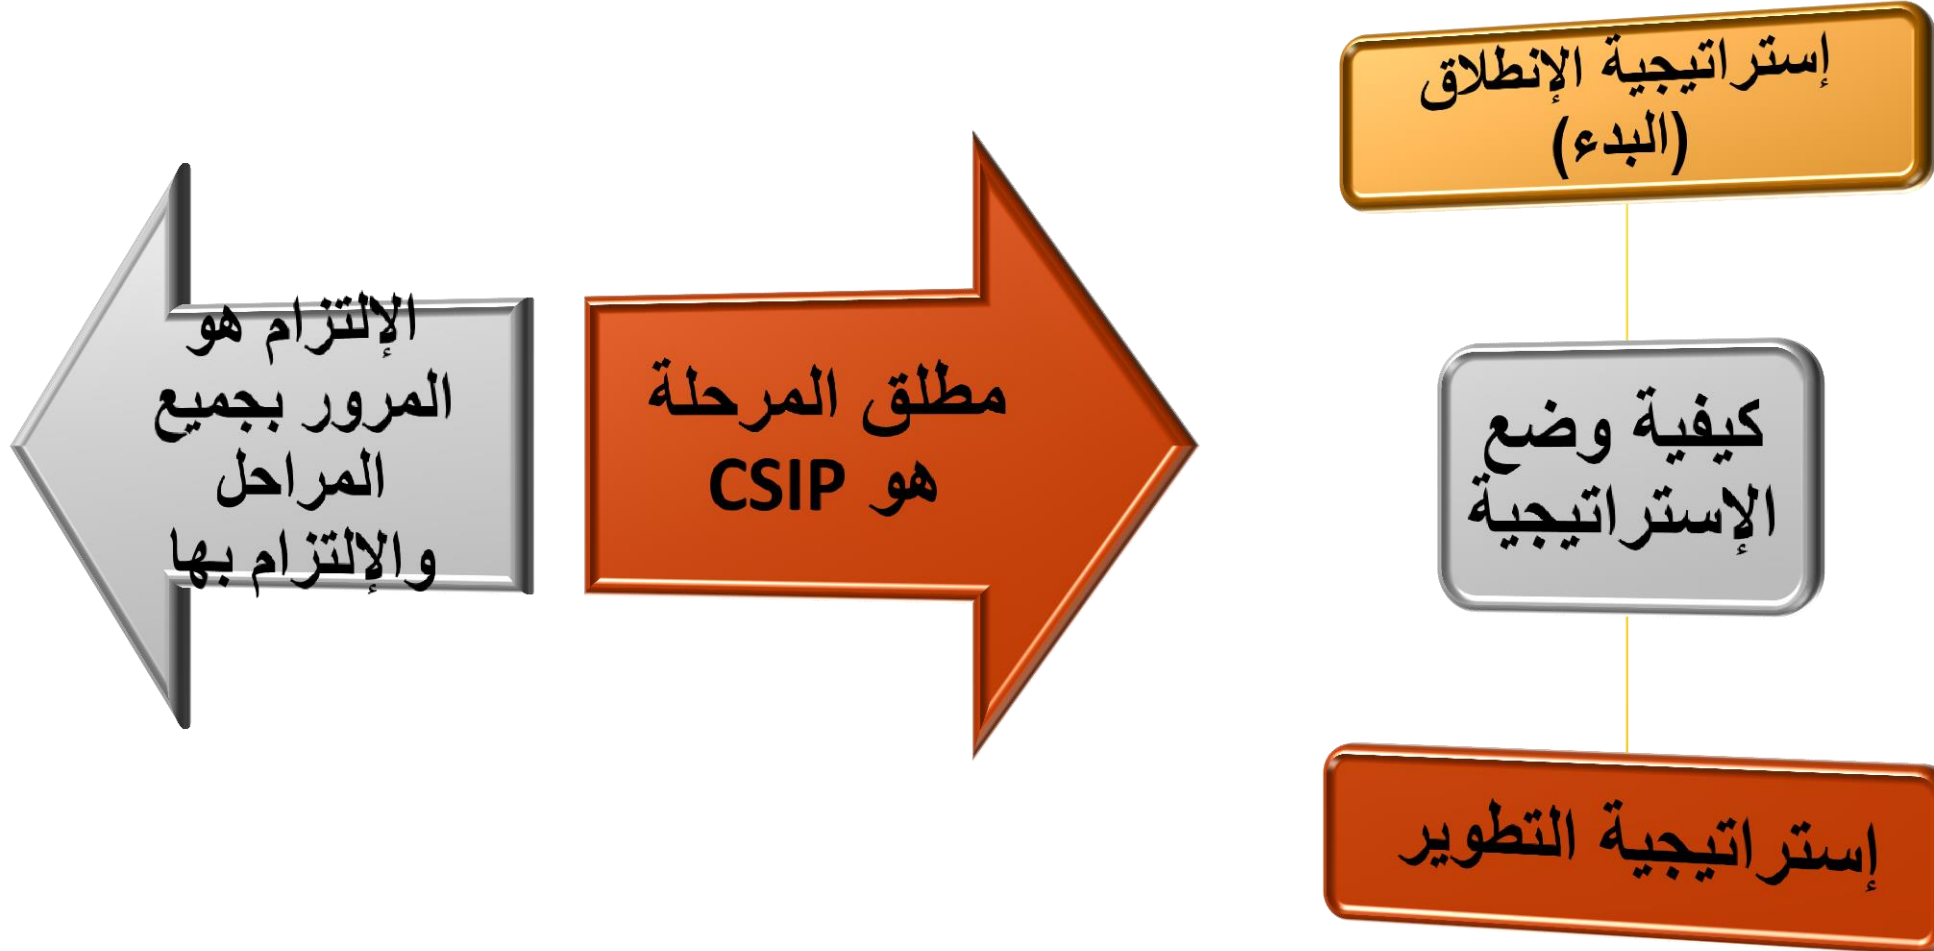 إستراتيجية الإنطلاق
(البدء)
كيفية وضع
الإستراتيجية
إستراتيجية التطوير
مطلق المرحلة
هو CSIP
الإلتزام هو
المرور بجميع
المراحل
والإلتزام بها